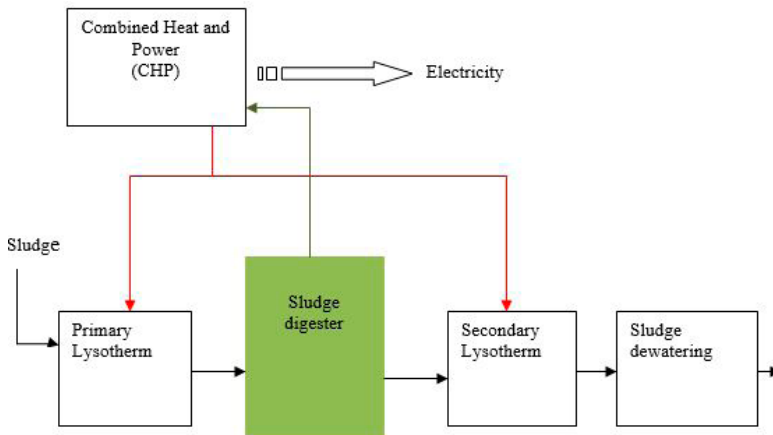 Combined Heat and
Power
(CHP)
Electricity
Sludge
Primary
Lysotherm
Sludge
digester
Secondary
Lysotherm
Sludge
dewatering